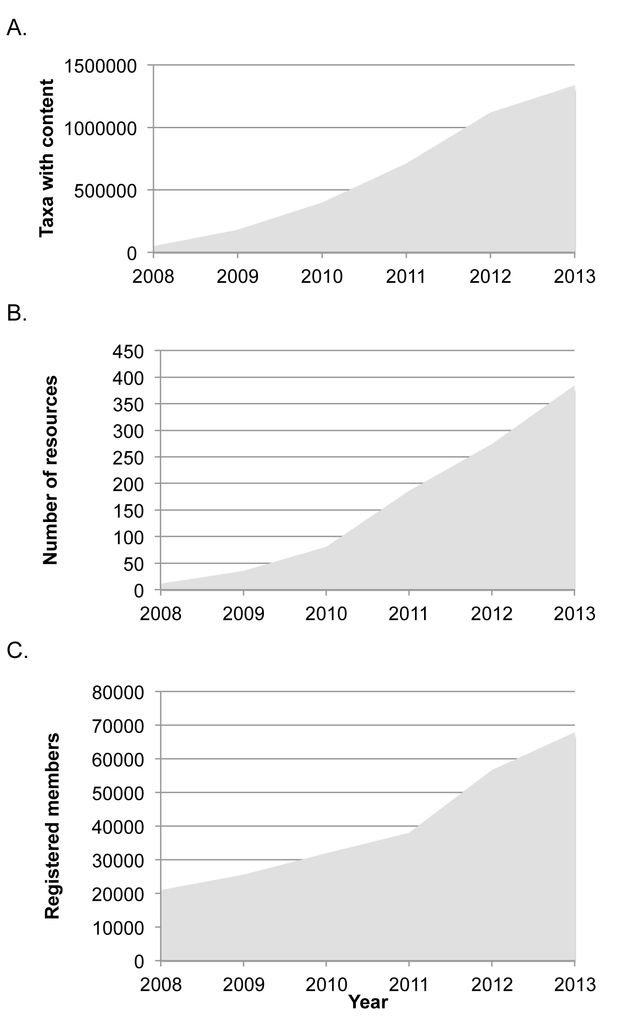 A.
Taxa with content
1500000
1000000
500000
0
2008 2009 2010 2011 2012 2013
B.
Number of resources
450
400
350
300
250
200
150
100
50
0
2008 2009 2010 2011 2012 2013
C.
Registered members
80000
70000
60000
50000
40000
30000
20000
10000
0
2008 2009 2010 2011 2012 2013
Year